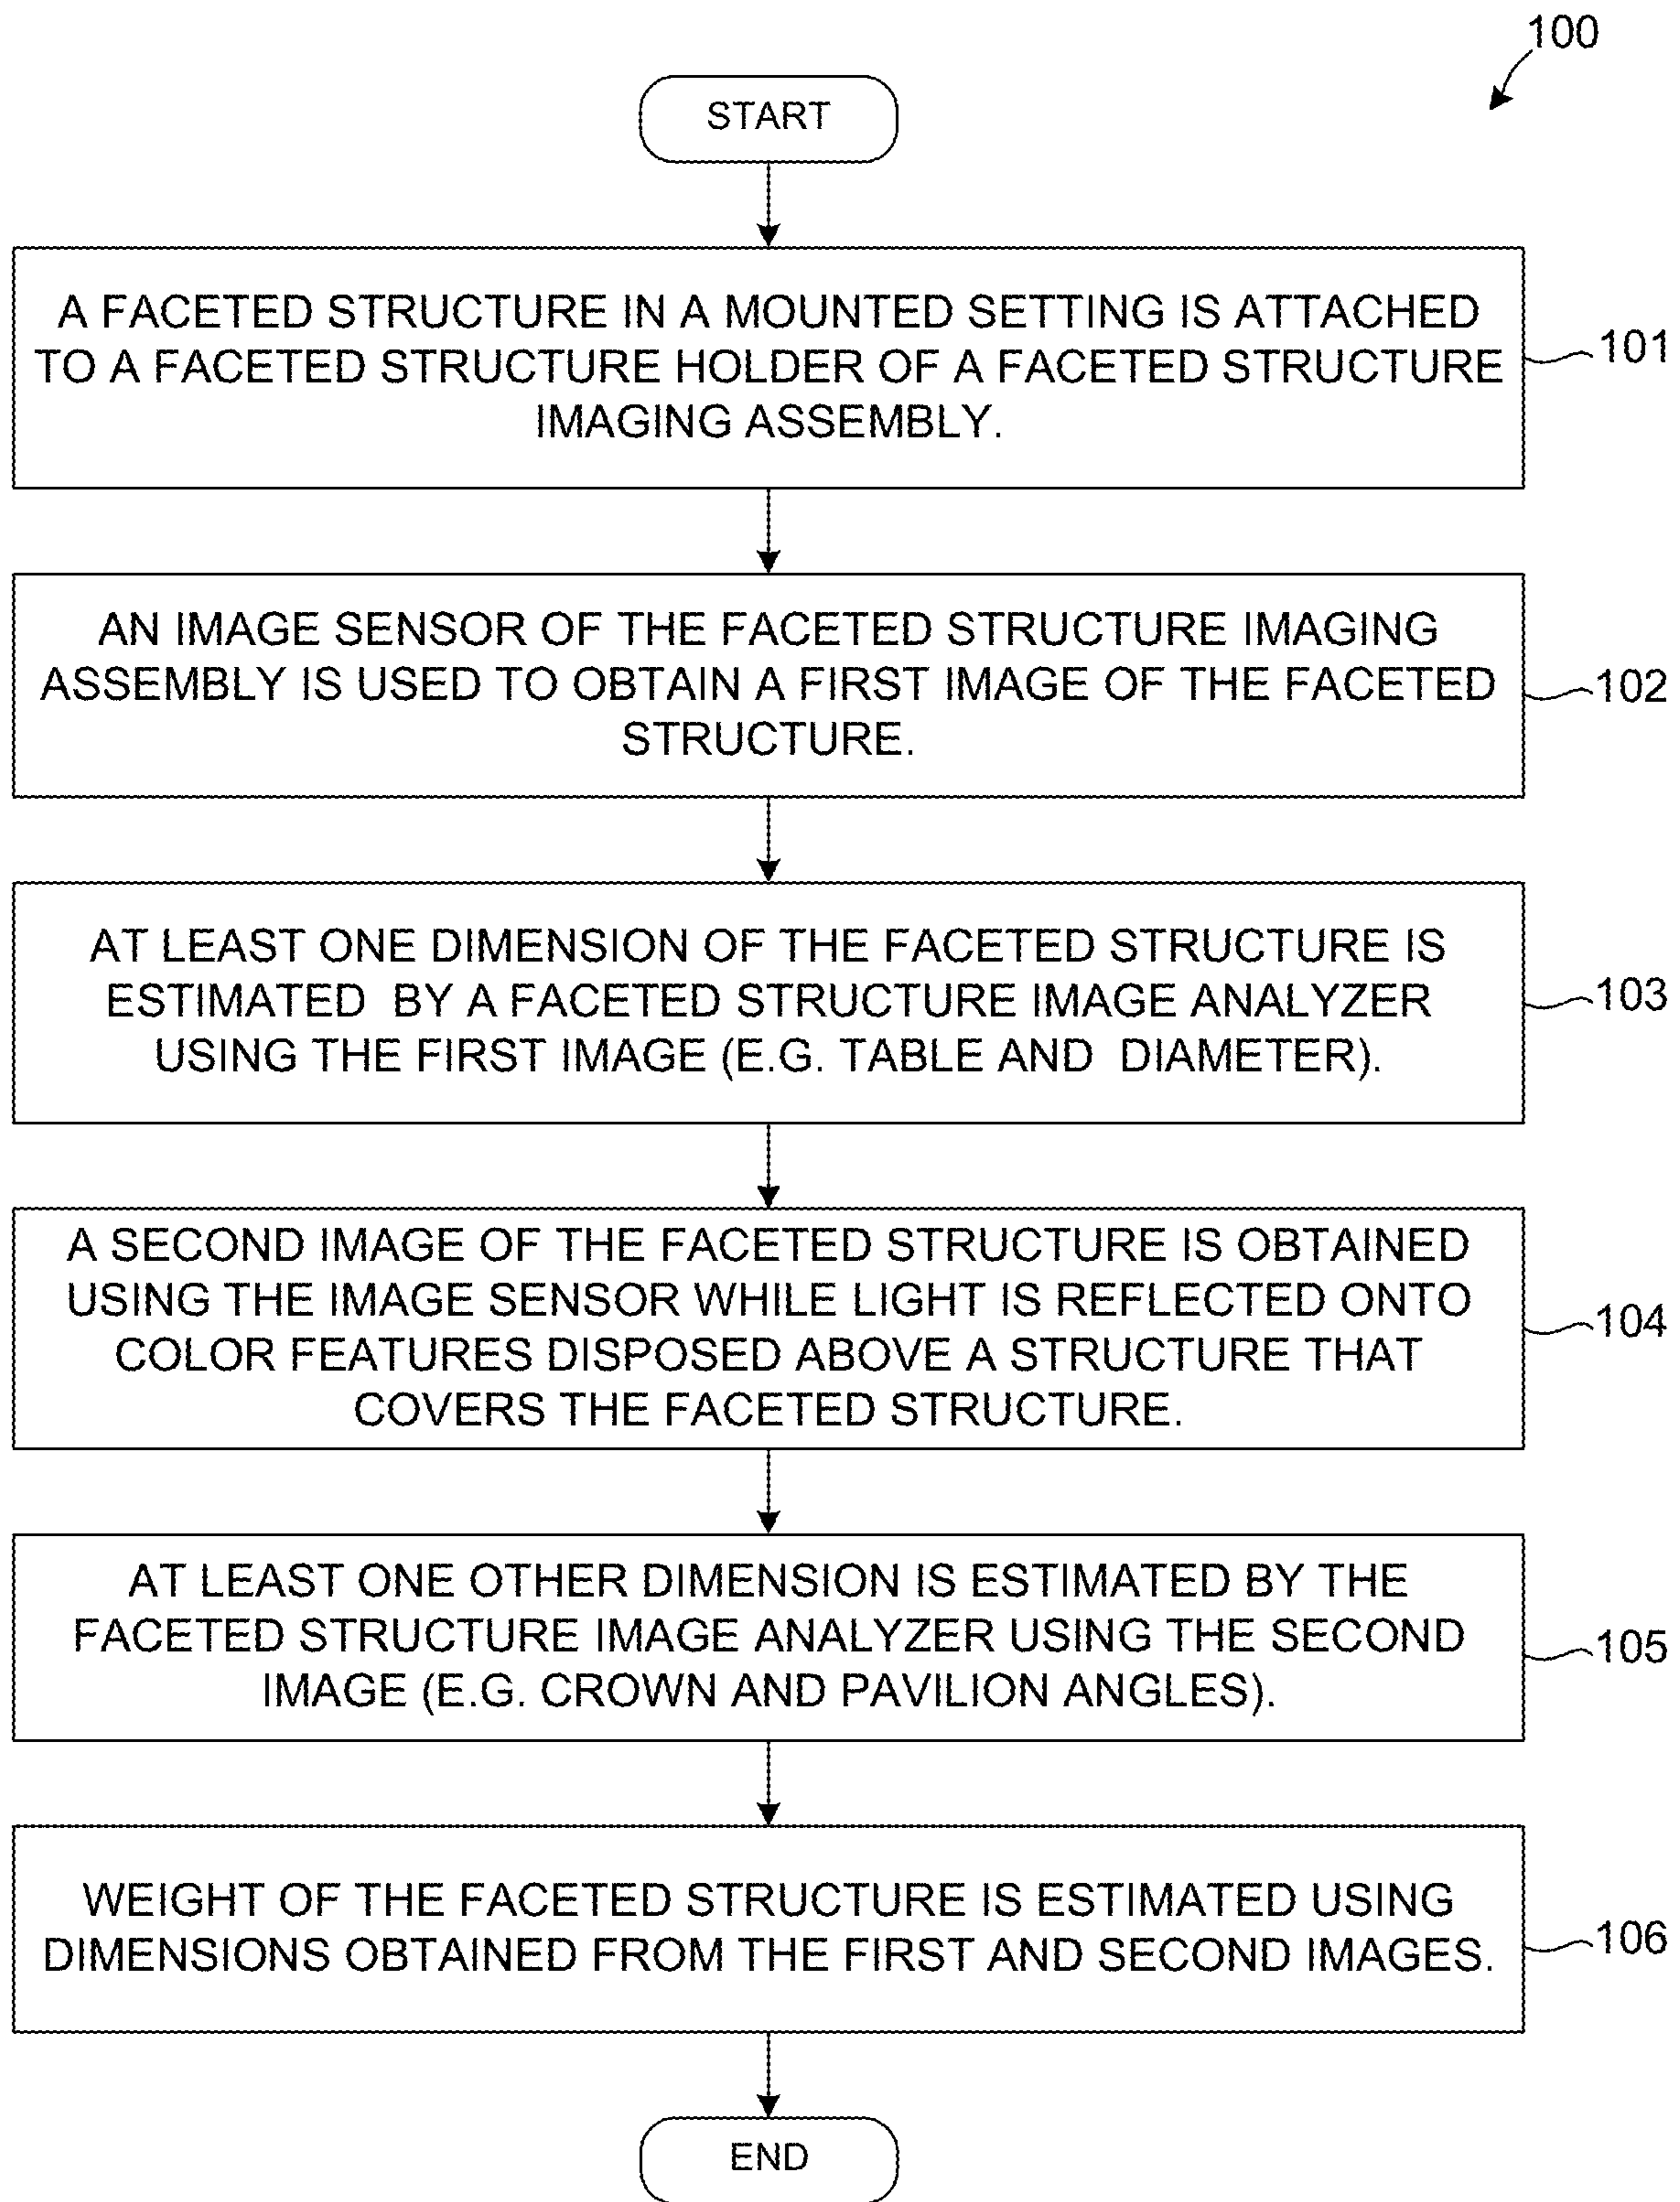 100
START
A FACETED STRUCTURE IN A MOUNTED SETTING IS ATTACHED
TO A FACETED STRUCTURE HOLDER OF A FACETED STRUCTURE
IMAGING ASSEMBLY.
101
AN IMAGE SENSOR OF THE FACETED STRUCTURE IMAGING
ASSEMBLY IS USED TO OBTAIN A FIRST IMAGE OF THE FACETED
STRUCTURE.
102
AT LEAST ONE DIMENSION OF THE FACETED STRUCTURE IS
ESTIMATED BY A FACETED STRUCTURE IMAGE ANALYZER
USING THE FIRST IMAGE (E.G. TABLE AND DIAMETER).
103
A SECOND IMAGE OF THE FACETED STRUCTURE IS OBTAINED
USING THE IMAGE SENSOR WHILE LIGHT IS REFLECTED ONTO
COLOR FEATURES DISPOSED ABOVE A STRUCTURE THAT
COVERS THE FACETED STRUCTURE.
104
AT LEAST ONE OTHER DIMENSION IS ESTIMATED BY THE
FACETED STRUCTURE IMAGE ANALYZER USING THE SECOND
IMAGE (E.G. CROWN AND PAVILION ANGLES).
105
WEIGHT OF THE FACETED STRUCTURE IS ESTIMATED USING
DIMENSIONS OBTAINED FROM THE FIRST AND SECOND IMAGES.
106
END